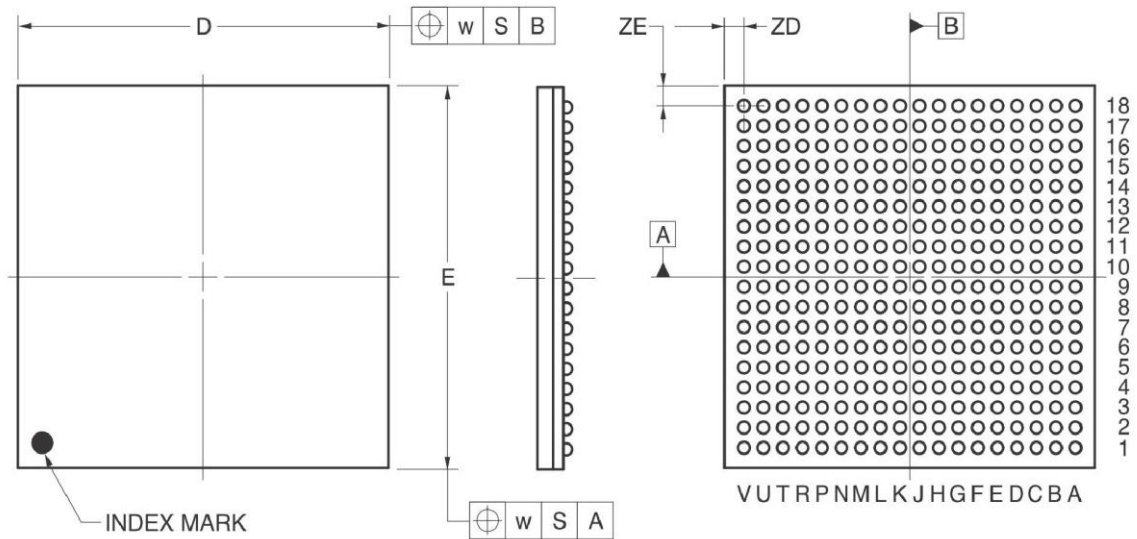 D
⌖ w S B
ZE
ZD
B
E
A
18
17
16
15
14
13
12
11
10
9
8
7
6
5
4
3
2
1
V U T R P N M L K J H G F E D C B A
INDEX MARK
⌖ w S A